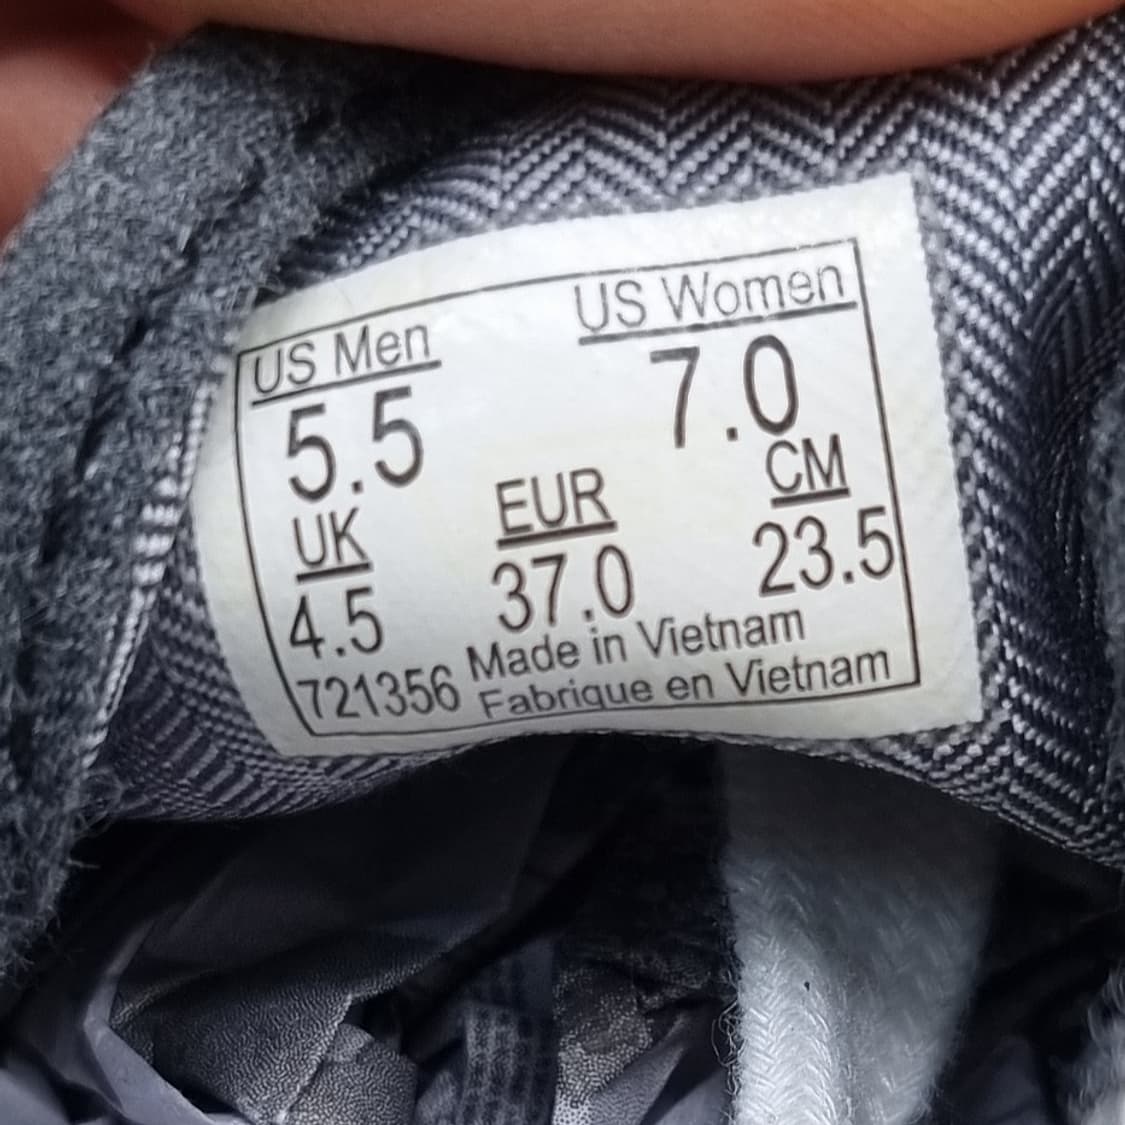 US Men US Women
5.5 7.0
UK EUR CM
4.5 37.0 23.5
721356 Made in Vietnam
Fabrique en Vietnam